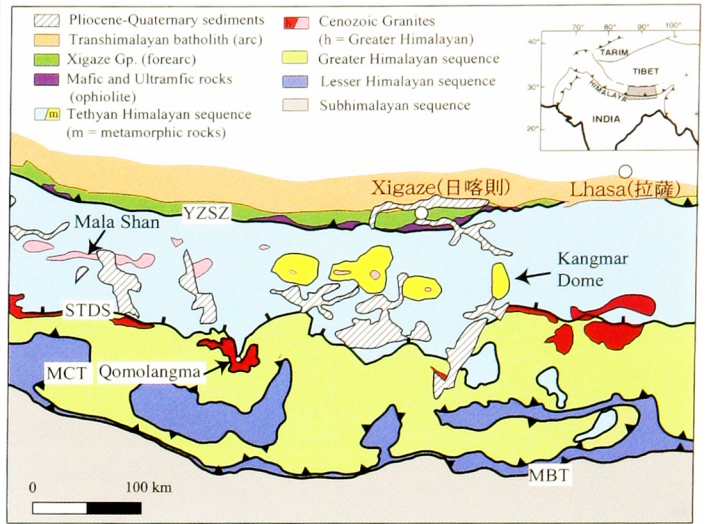 Pliocene-Quaternary sediments
Transhimalayan batholith (arc)
Xigaze Gp. (forearc)
Mafic and Ultramfic rocks
(ophiolite)
m Tethyan Himalayan sequence
(m = metamorphic rocks)
h Cenozoic Granites
(h = Greater Himalayan)
Greater Himalayan sequence
Lesser Himalayan sequence
Subhimalayan sequence
70° 80° 90° 100°
40°
30°
20°
TARIM
TIBET
HIMALAYA
INDIA
Xigaze(日喀則)
Lhasa(拉薩)
YZSZ
Mala Shan
Kangmar
Dome
STDS
MCT
Qomolangma
MBT
0 100 km